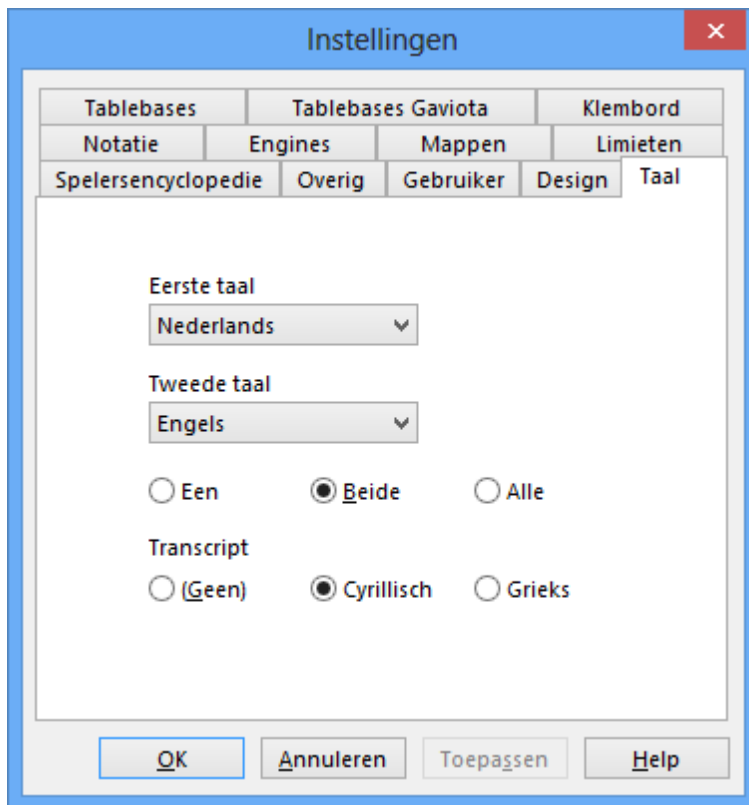 Instellingen
Tablebases Tablebases Gaviota Klembord
Notatie Engines Mappen Limieten
Spelersencyclopedie Overig Gebruiker Design Taal
Eerste taal
Nederlands
Tweede taal
Engels
Een Beide Alle
Transcript
(Geen) Cyrillisch Grieks
OK Annuleren Toepassen Help